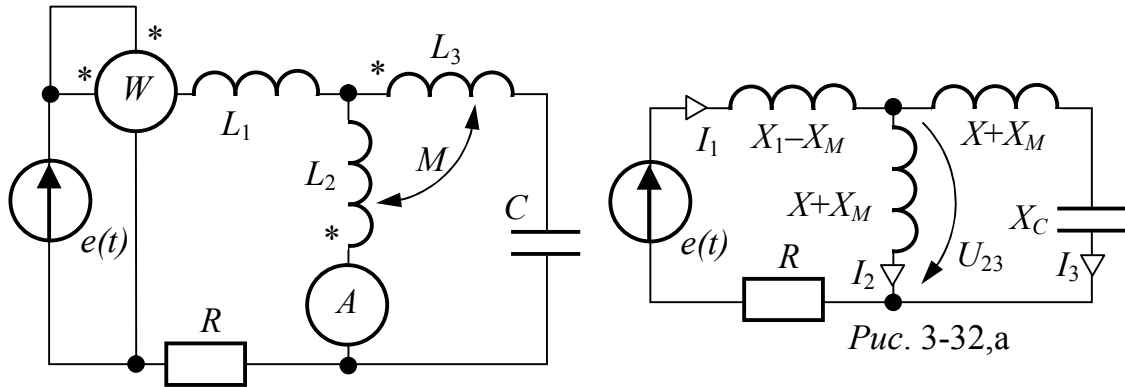 *
*
W
L1
*
L3
L2
M
*
e(t)
C
A
R
I1
X1–XM
X+XM
X+XM
e(t)
XC
R
I2
U23
I3
Рис. 3-32,а